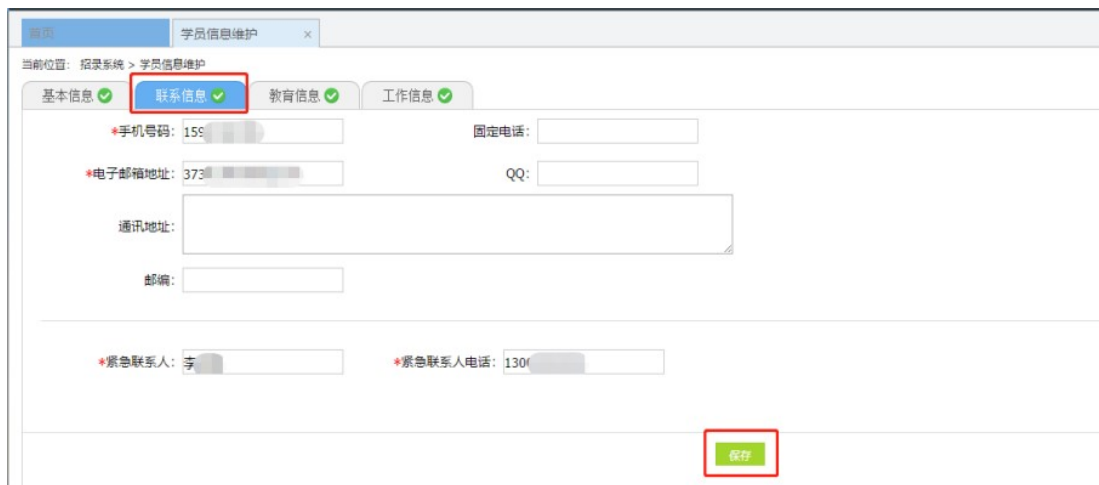 首页 学员信息维护 ×
当前位置: 招录系统 > 学员信息维护
基本信息 联系信息 教育信息 工作信息
*手机号码: 159 固定电话:
*电子邮箱地址: 373 QQ:
通讯地址:
邮编:
*紧急联系人: 李 *紧急联系人电话: 130
保存